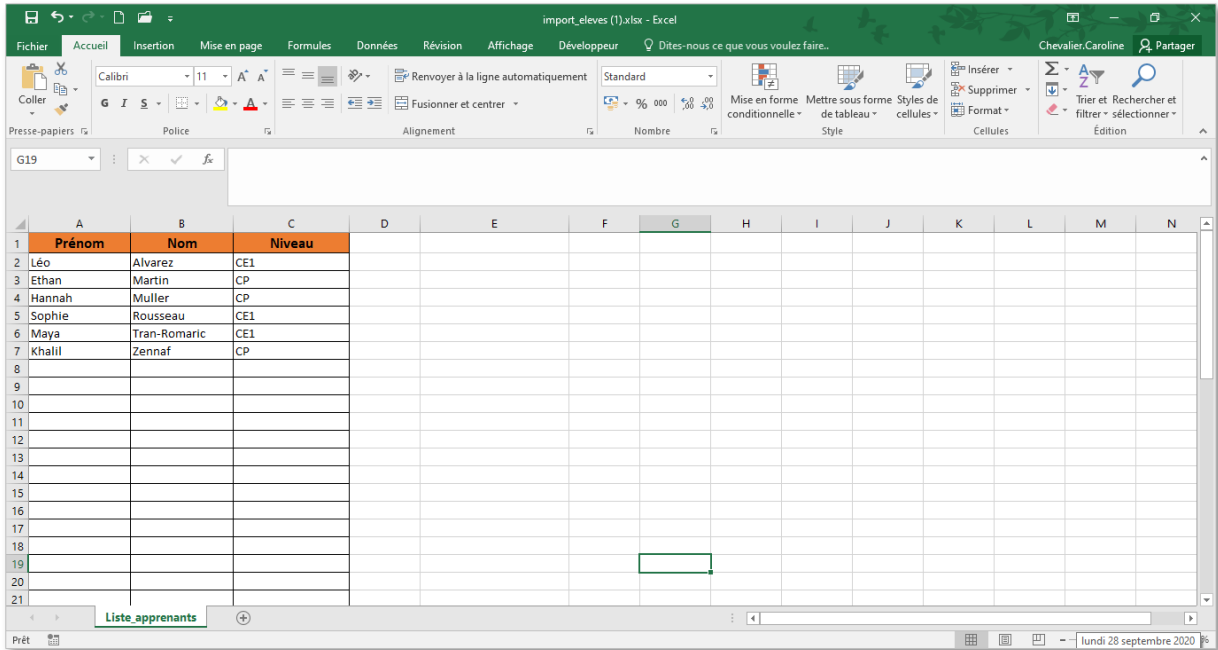 import_eleves (1).xlsx - Excel
Fichier Accueil Insertion Mise en page Formules Données Révision Affichage Développeur Dites-nous ce que vous voulez faire.. Chevalier.Caroline Partager
Calibri 11 A A Renvoyer à la ligne automatiquement Standard Insérer
Coller G I S A Fusionner et centrer % 000 Mise en forme conditionnelle Mettre sous forme de tableau Styles de cellules Supprimer Format Trier et filtrer Rechercher et sélectionner
Presse-papiers Police Alignement Nombre Style Cellules Édition
G19 fx
A B C D E F G H I J K L M N
1 Prénom Nom Niveau
2 Léo Alvarez CE1
3 Ethan Martin CP
4 Hannah Muller CP
5 Sophie Rousseau CE1
6 Maya Tran-Romaric CE1
7 Khalil Zennaf CP
8
9
10
11
12
13
14
15
16
17
18
19
20
21
Liste_apprenants
Prêt lundi 28 septembre 2020 %